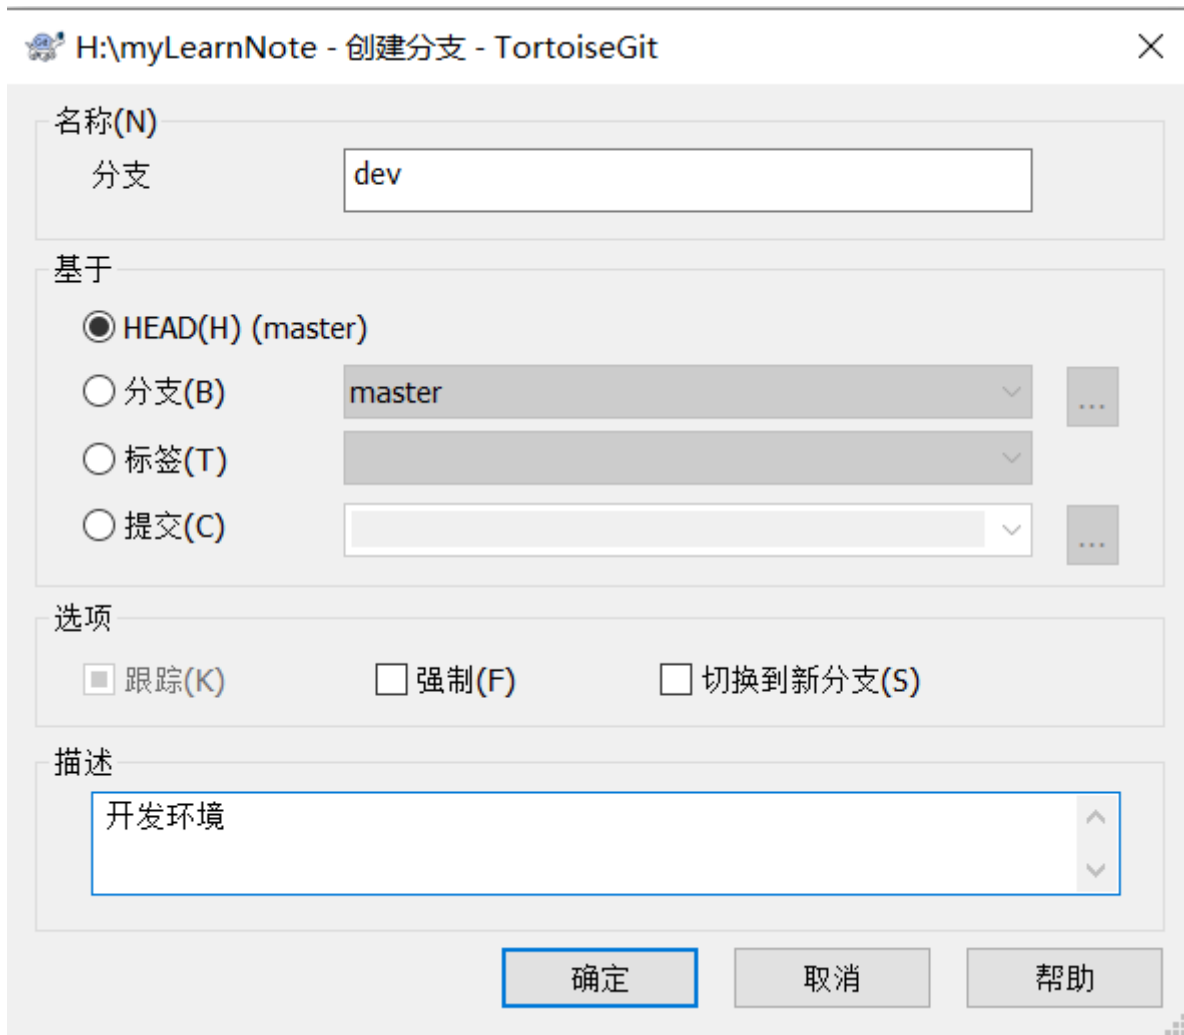 H:\myLearnNote - 创建分支 - TortoiseGit
名称(N)
分支 dev
基于
HEAD(H) (master)
分支(B) master ...
标签(T)
提交(C) ...
选项
跟踪(K) 强制(F) 切换到新分支(S)
描述
开发环境
确定 取消 帮助